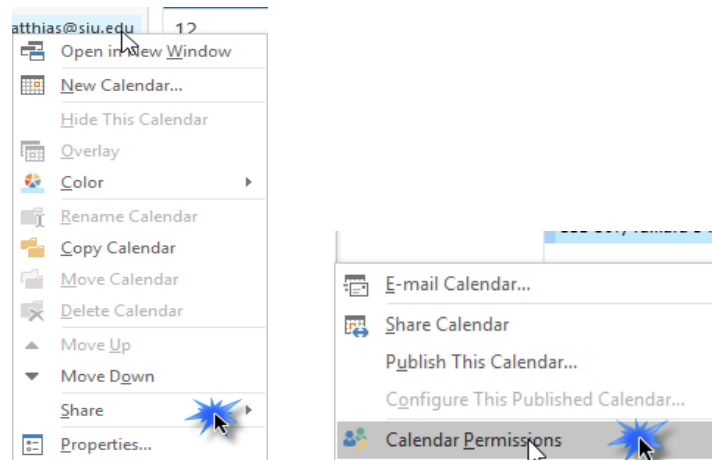 atthias@siu.edu
12
Open in New Window
New Calendar...
Hide This Calendar
Overlay
Color
Rename Calendar
Copy Calendar
Move Calendar
Delete Calendar
Move Up
Move Down
Share
Properties...
E-mail Calendar...
Share Calendar
Publish This Calendar...
Configure This Published Calendar...
Calendar Permissions